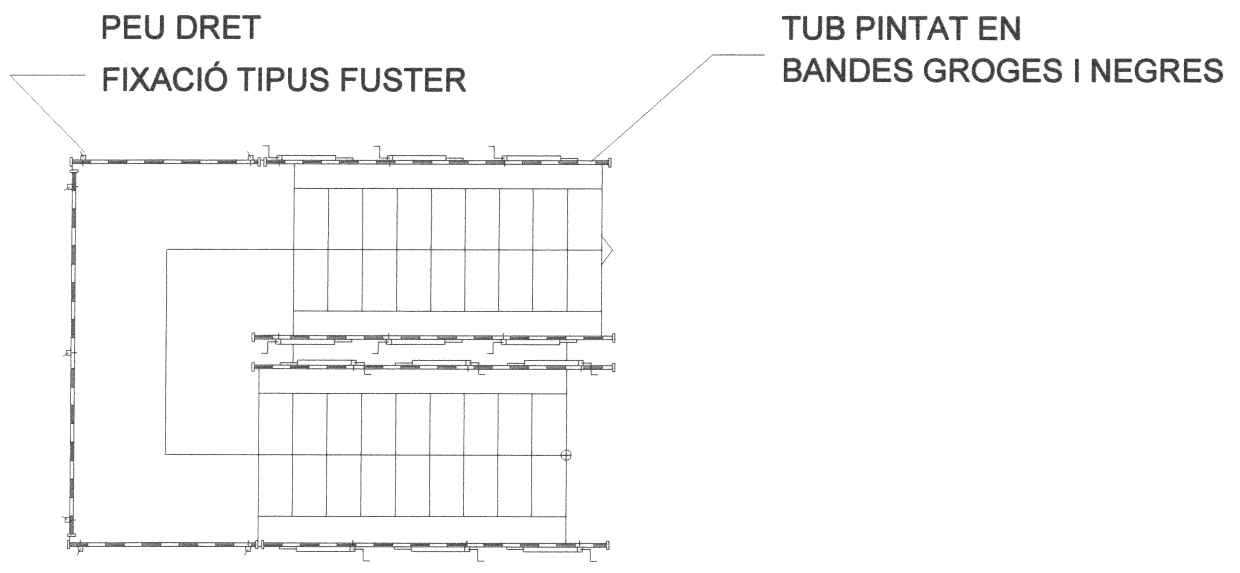 PEU DRET
FIXACIÓ TIPUS FUSTER
TUB PINTAT EN
BANDES GROGES I NEGRES